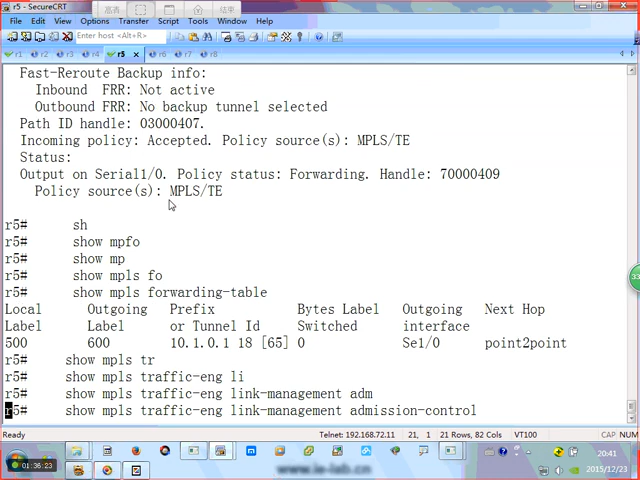 r5 - SecureCRT
File Edit View Options Transfer Script Tools Window Help
Enter host <Alt+R>
r1 r2 r3 r4 r5 r6 r7 r8
Fast-Reroute Backup info:
Inbound FRR: Not active
Outbound FRR: No backup tunnel selected
Path ID handle: 03000407.
Incoming policy: Accepted. Policy source(s): MPLS/TE
Status:
Output on Serial1/0. Policy status: Forwarding. Handle: 70000409
Policy source(s): MPLS/TE
r5# sh
r5# show mpfo
r5# show mp
r5# show mpls fo
r5# show mpls forwarding-table
Local Outgoing Prefix Bytes Label Outgoing Next Hop
Label Label or Tunnel Id Switched interface
500 600 10.1.0.1 18 [65] 0 Se1/0 point2point
r5# show mpls tr
r5# show mpls traffic-eng li
r5# show mpls traffic-eng link-management adm
r5# show mpls traffic-eng link-management admission-control
Ready Telnet: 192.168.72.11 21, 1 21 Rows, 82 Cols VT100 CAP NUM
33
01:36:23
20:41
2015/12/23
www.ie-lab.cn